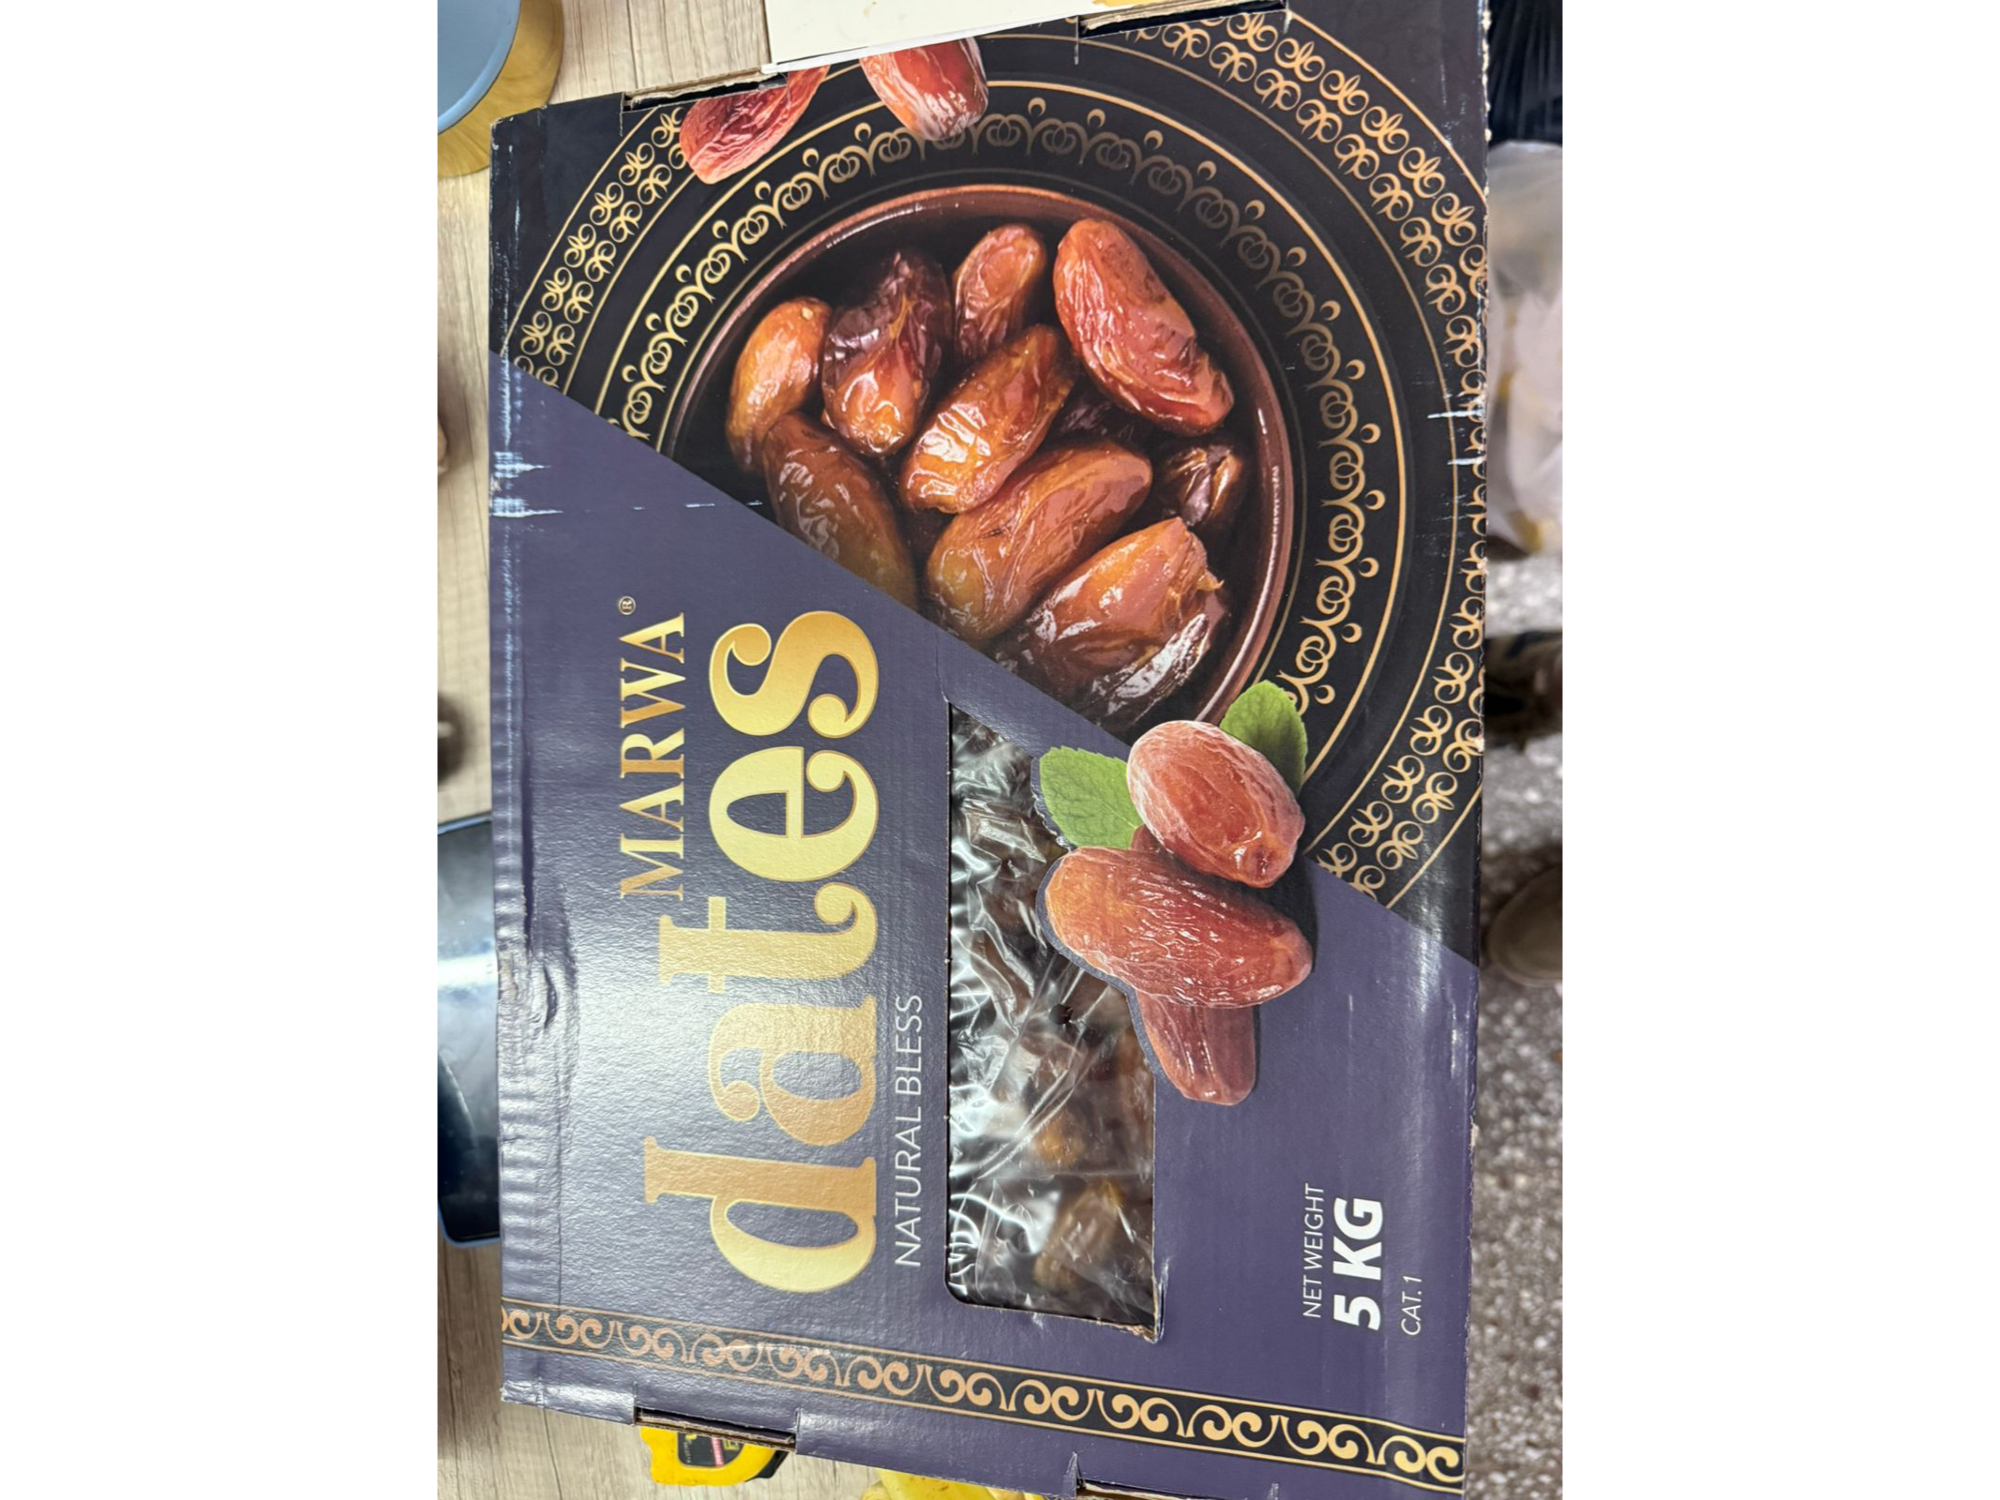 MARWA®
dates
NATURAL BLESS
NET WEIGHT
5 KG
CAT. 1